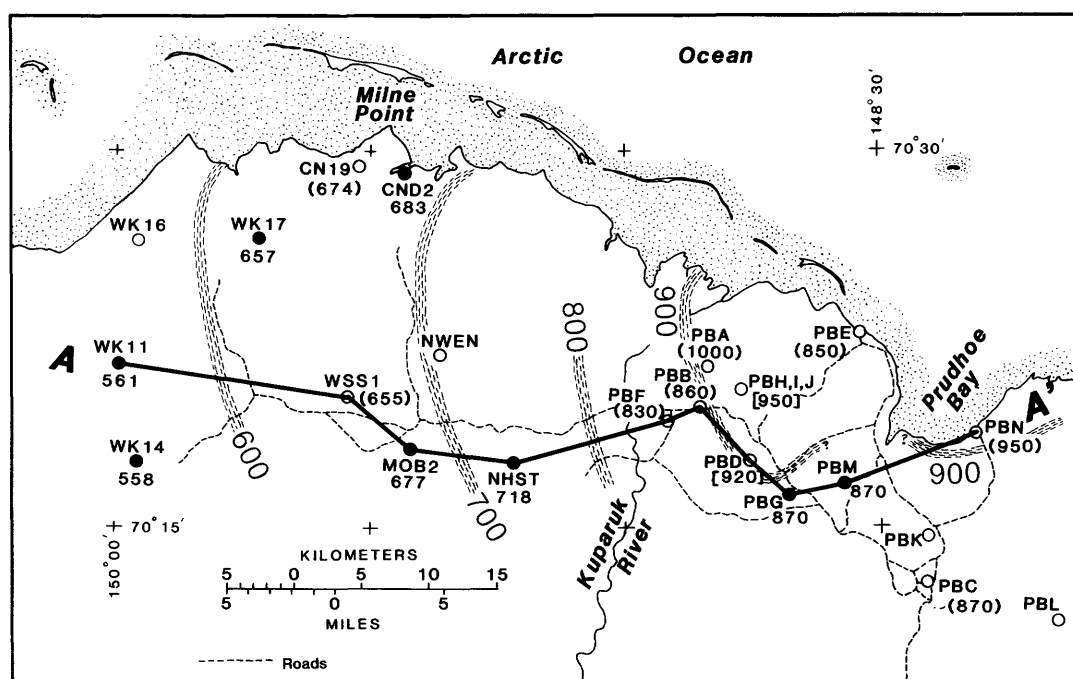 Arctic Ocean
Milne
Point
148° 30′
70° 30′
CN19
(674)
CND2
683
WK16
WK17
657
900
800
A
WK11
561
NWEN
PBA
(1000)
PBE
(850)
Prudhoe
Bay
WSS1
(655)
PBB
(860)
PBH,I,J
[950]
PBF
(830)
A′
PBN
(950)
600
WK14
558
MOB2
677
NHST
718
PBD
[920]
PBM
870
900
700
PBG
870
70° 15′
150° 00′
Kuparuk
River
PBK
PBC
(870)
PBL
KILOMETERS
5 0 5 10 15
5 0 5
MILES
Roads